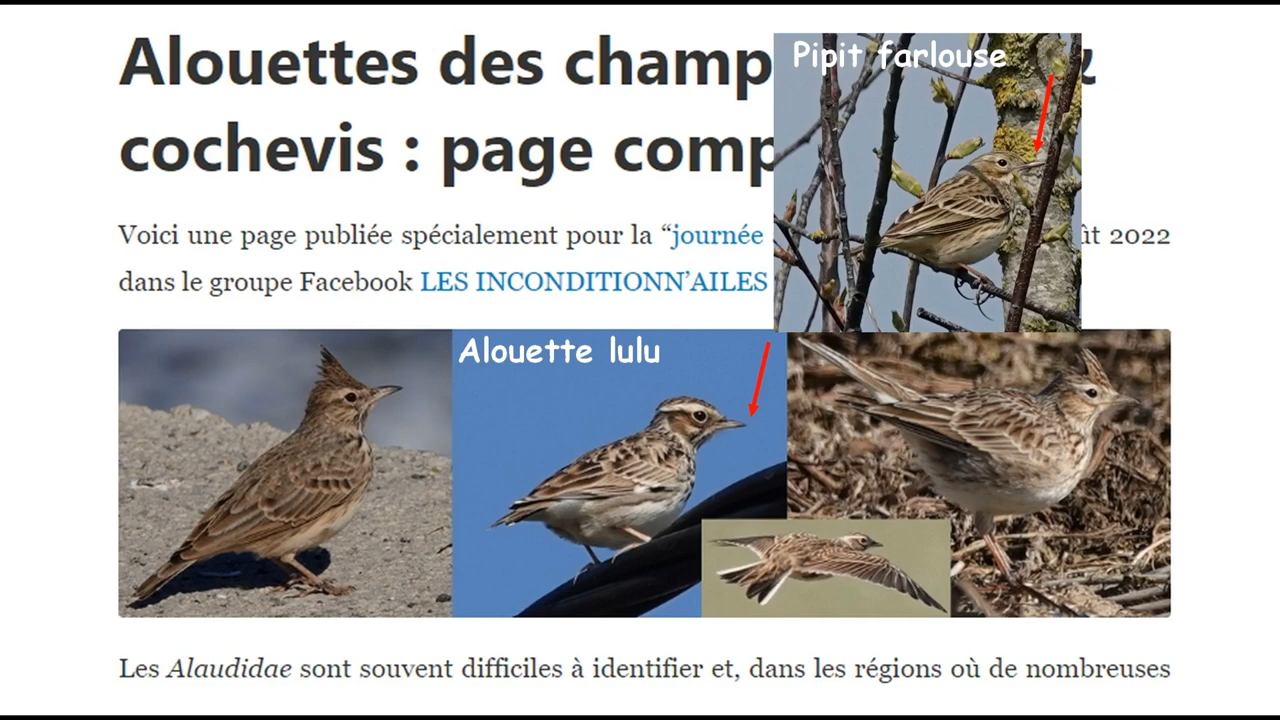 Alouettes des champ
cochevis : page comp
Pipit farlouse
Voici une page publiée spécialement pour la “journée
ût 2022
dans le groupe Facebook LES INCONDITIONN’AILES
Alouette lulu
Les Alaudidae sont souvent difficiles à identifier et, dans les régions où de nombreuses